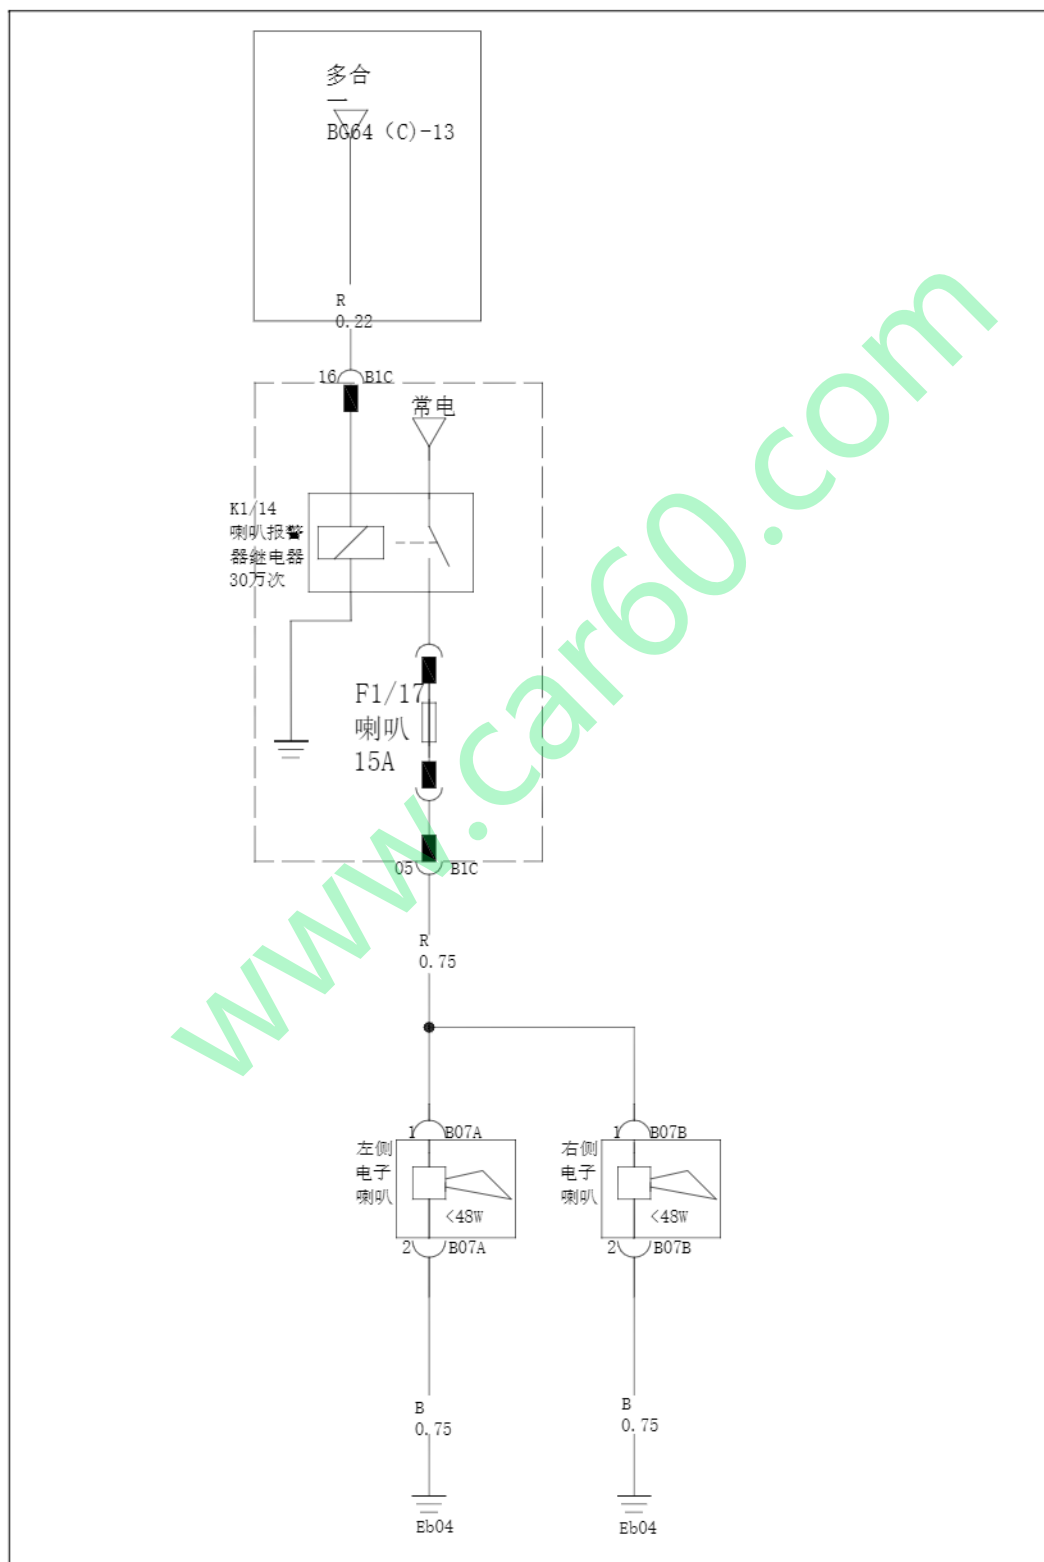 多合
一
BG64（C)-13
R
0.22
16 B1C
常电
K1/14
喇叭报警
器继电器
30万次
F1/17
喇叭
15A
05 B1C
R
0.75
1 B07A
左侧
电子
喇叭
<48W
2 B07A
1 B07B
右侧
电子
喇叭
<48W
2 B07B
B
0.75
B
0.75
Eb04
Eb04
www.car60.com